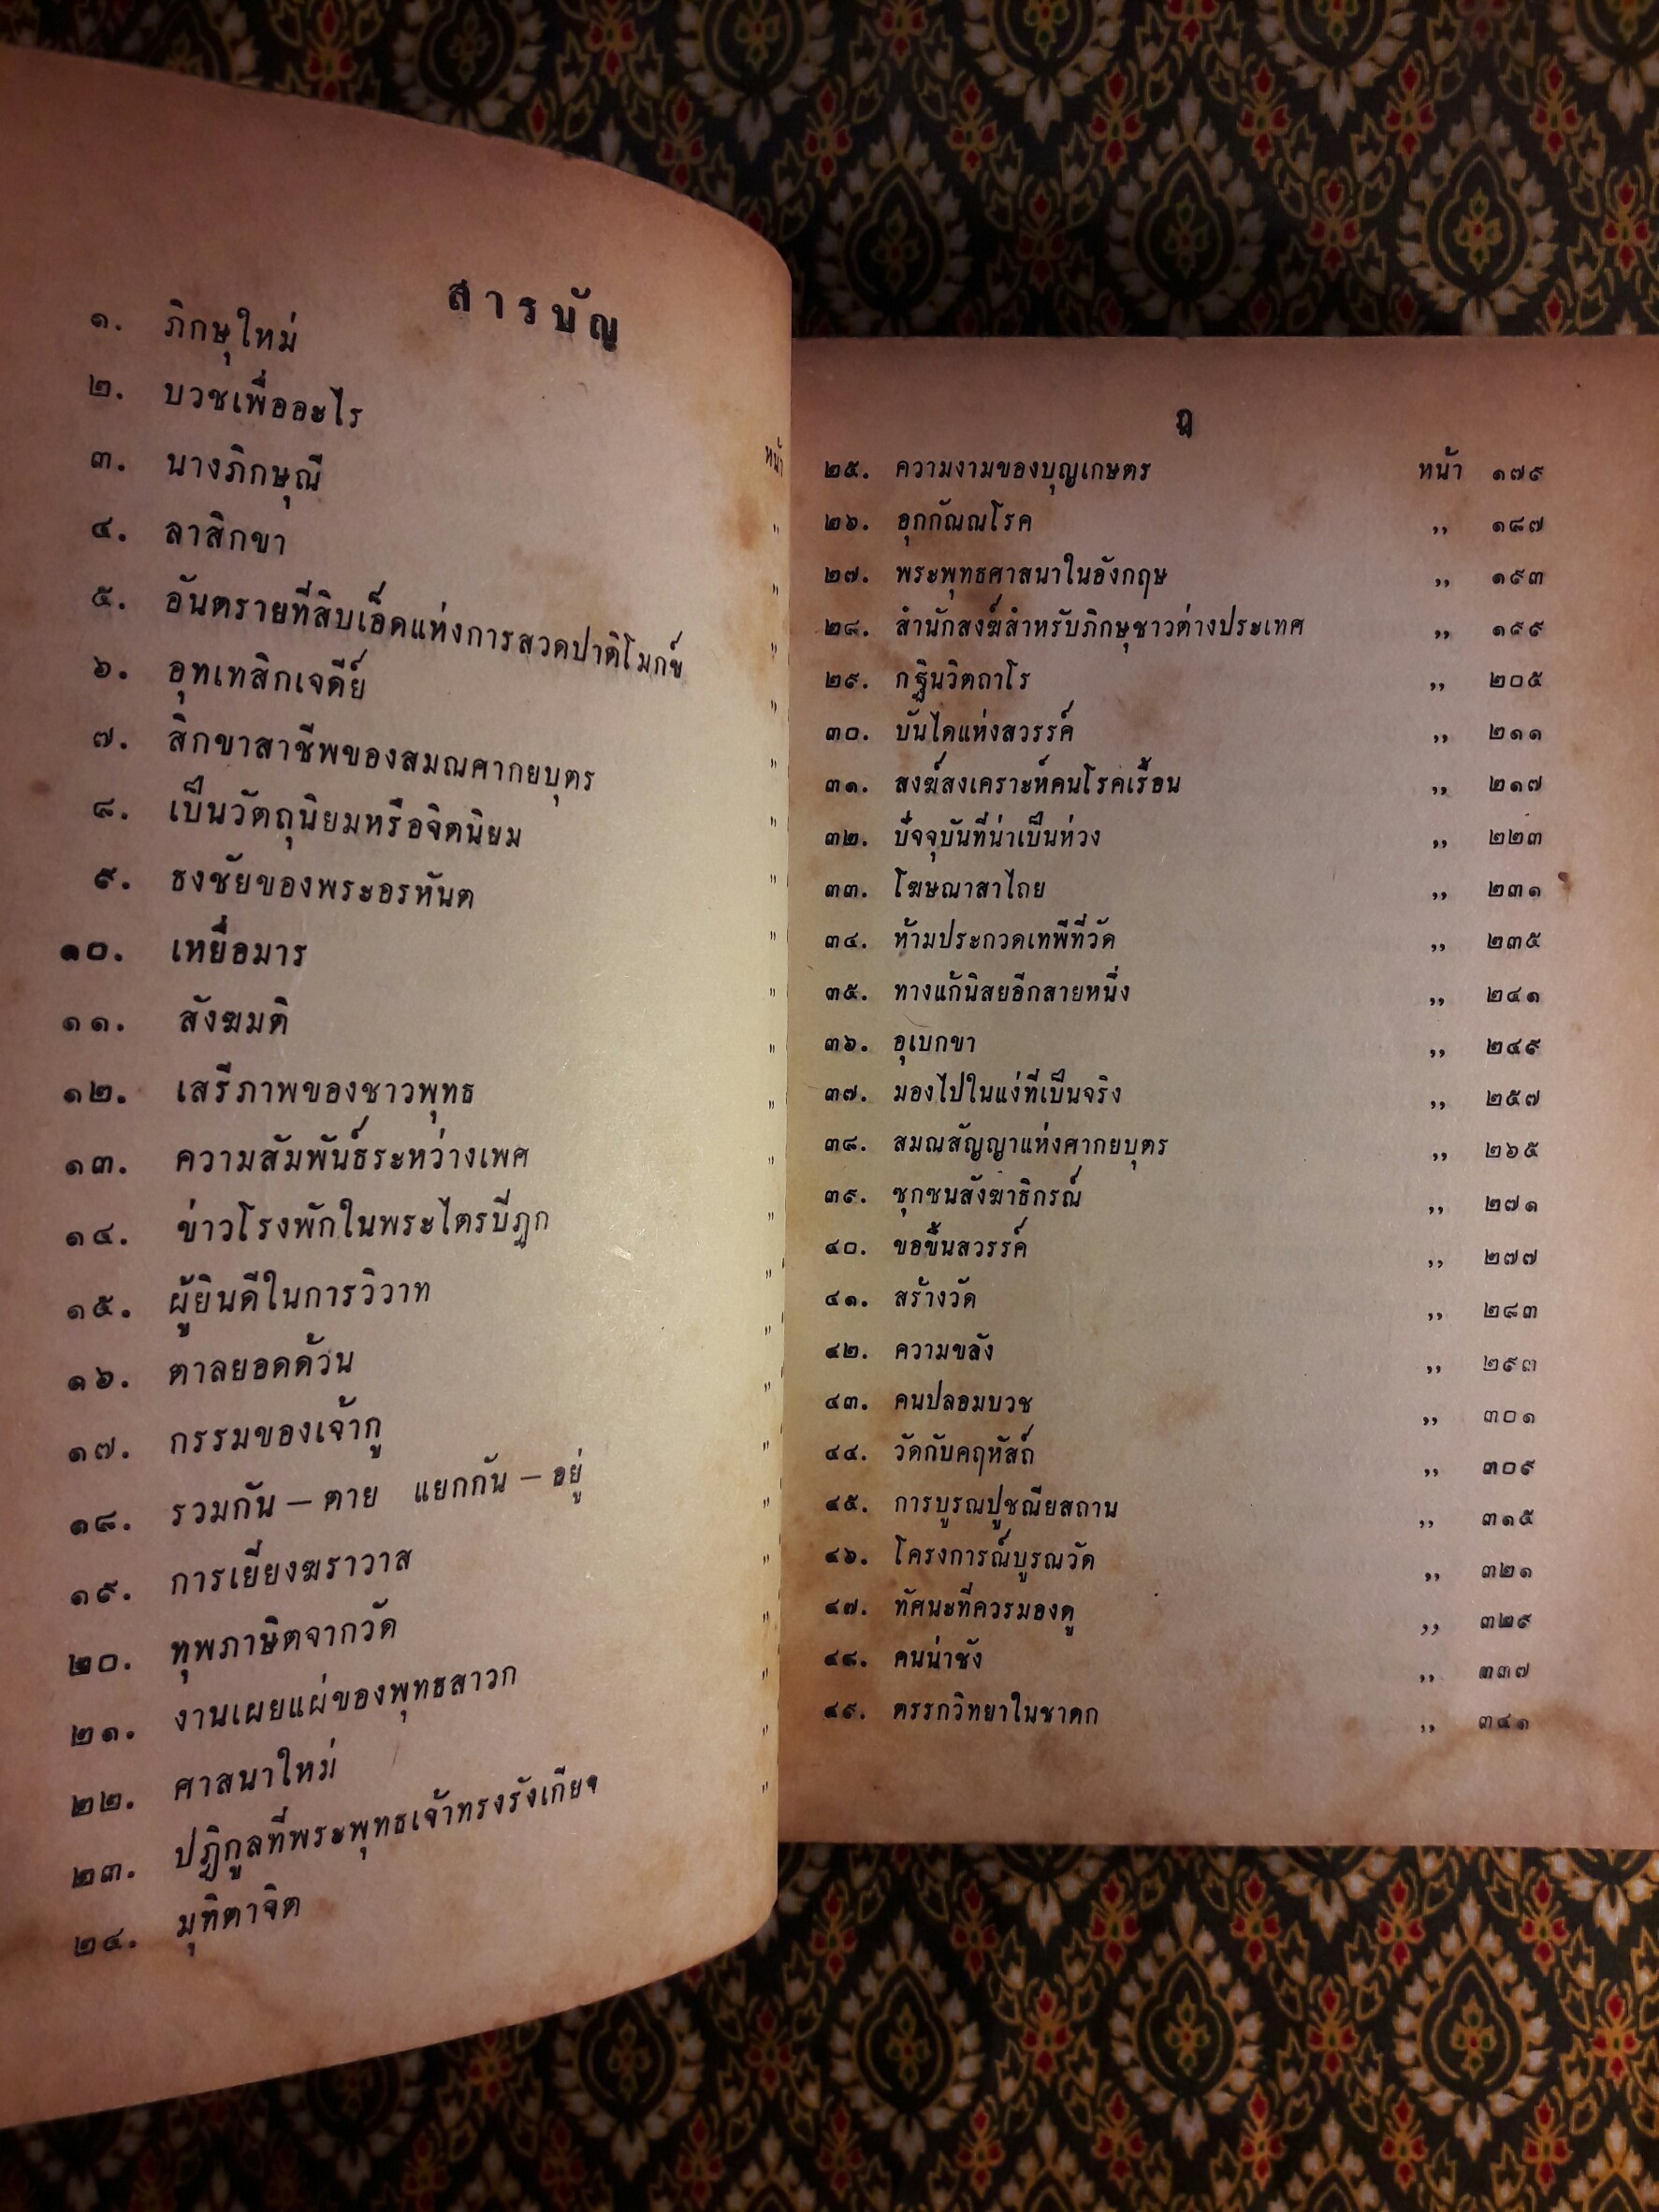 สารบัญ
หน้า
๑. ภิกษุใหม่
๒. บวชเพื่ออะไร
๓. นางภิกษุณี "
๔. ลาสิกขา "
๕. อันตรายที่สิบเอ็ดแห่งการสวดปาติโมกข์ "
๖. อุทเทสิกเจดีย์ "
๗. สิกขาสาชีพของสมณศากยบุตร "
๘. เป็นวัตถุนิยมหรือจิตนิยม "
๙. ธงชัยของพระอรหันต "
๑๐. เหยื่อมาร "
๑๑. สังฆมติ "
๑๒. เสรีภาพของชาวพุทธ "
๑๓. ความสัมพันธ์ระหว่างเพศ "
๑๔. ข่าวโรงพักในพระไตรปีฎก "
๑๕. ผู้ยินดีในการวิวาท "
๑๖. ตาลยอดด้วน "
๑๗. กรรมของเจ้ากู "
๑๘. รวมกัน – ตาย แยกกัน – อยู่ "
๑๙. การเยี่ยงฆราวาส "
๒๐. ทุพภาษิตจากวัด "
๒๑. งานเผยแผ่ของพุทธสาวก "
๒๒. ศาสนาใหม่ "
๒๓. ปฏิกูลที่พระพุทธเจ้าทรงรังเกียจ "
๒๔. มุทิตาจิต "
ฎ
๒๕. ความงามของบุญเกษตร หน้า ๑๗๙
๒๖. อุกกัณณโรค ,, ๑๘๗
๒๗. พระพุทธศาสนาในอังกฤษ ,, ๑๙๓
๒๘. สำนักสงฆ์สำหรับภิกษุชาวต่างประเทศ ,, ๑๙๙
๒๙. กฐินวิตถาโร ,, ๒๐๕
๓๐. บันไดแห่งสวรรค์ ,, ๒๑๑
๓๑. สงฆ์สงเคราะห์คนโรคเรื้อน ,, ๒๑๗
๓๒. ปัจจุบันที่น่าเป็นห่วง ,, ๒๒๓
๓๓. โฆษณาสาไถย ,, ๒๓๑
๓๔. ห้ามประกวดเทพีที่วัด ,, ๒๓๕
๓๕. ทางแก้นิสยอีกสายหนึ่ง ,, ๒๔๑
๓๖. อุเบกขา ,, ๒๔๙
๓๗. มองไปในแง่ที่เป็นจริง ,, ๒๕๗
๓๘. สมณสัญญาแห่งศากยบุตร ,, ๒๖๕
๓๙. ซุกซนสังฆาธิกรณ์ ,, ๒๗๑
๔๐. ขอขึ้นสวรรค์ ,, ๒๗๗
๔๑. สร้างวัด ,, ๒๘๓
๔๒. ความขลัง ,, ๒๙๓
๔๓. คนปลอมบวช ,, ๓๐๑
๔๔. วัดกับคฤหัสถ์ ,, ๓๐๙
๔๕. การบูรณปูชณียสถาน ,, ๓๑๕
๔๖. โครงการณ์บูรณวัด ,, ๓๒๑
๔๗. ทัศนะที่ควรมองดู ,, ๓๒๙
๔๘. คนน่าชัง ,, ๓๓๗
๔๙. ตรรกวิทยาในชาดก ,, ๓๔๑